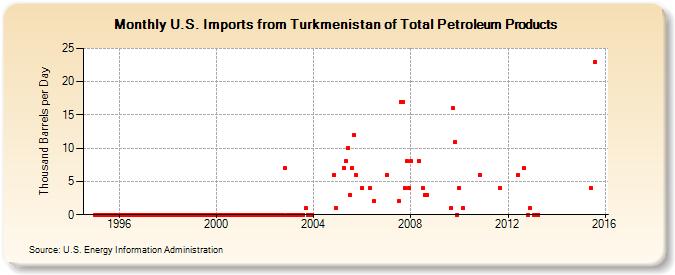 Monthly U.S. Imports from Turkmenistan of Total Petroleum Products
Thousand Barrels per Day
25
20
15
10
5
0
1996 2000 2004 2008 2012 2016
Source: U.S. Energy Information Administration